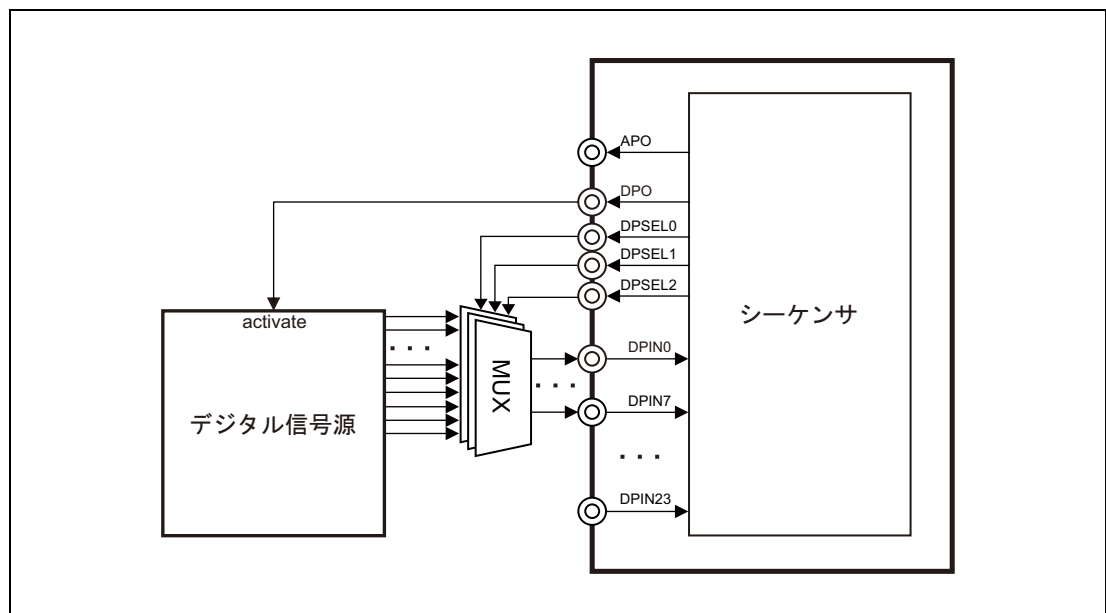 APO
DPO
DPSEL0
DPSEL1
DPSEL2
シーケンサ
activate
デジタル信号源
MUX
DPIN0
DPIN7
DPIN23